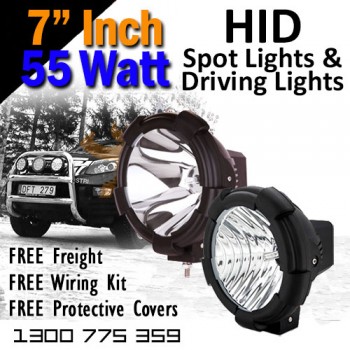 7” Inch
55 Watt
HID
Spot Lights &
Driving Lights
FREE Freight
FREE Wiring Kit
FREE Protective Covers
1300 775 359